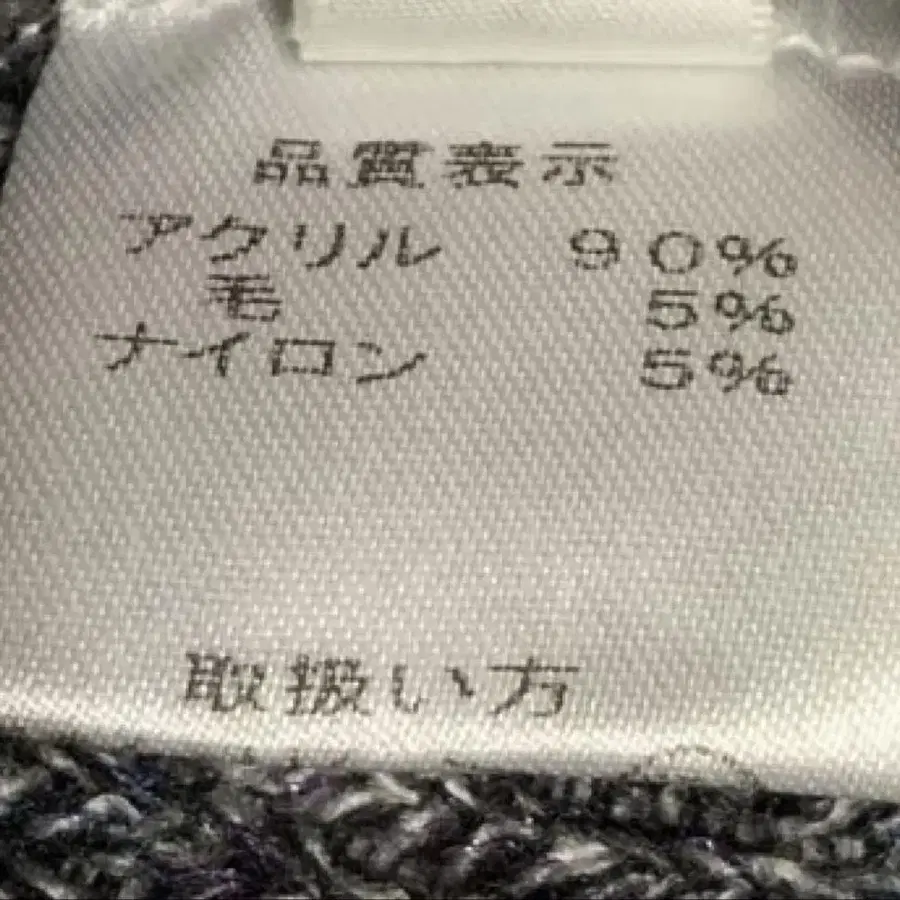 品質表示
アクリル 90%
毛 5%
ナイロン 5%
取扱い方